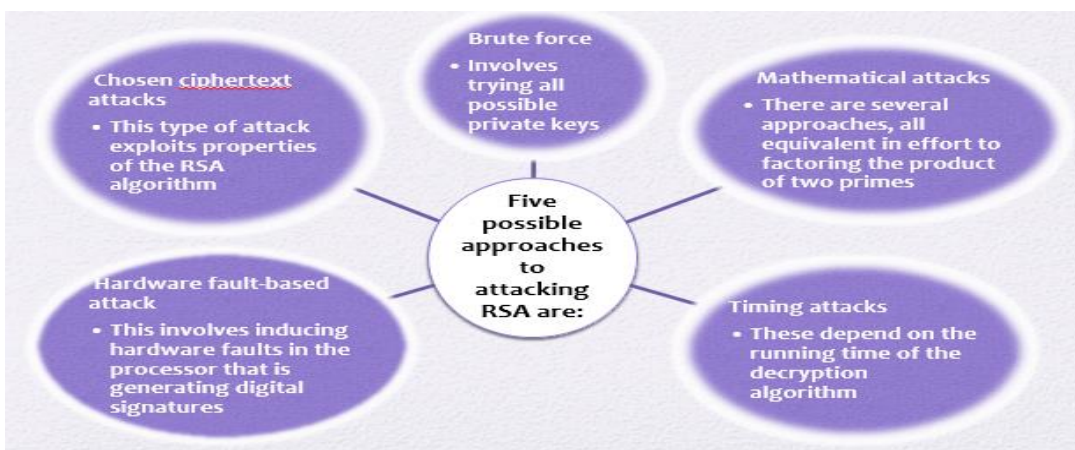 Five
possible
approaches
to
attacking
RSA are:
Brute force
• Involves
trying all
possible
private keys
Mathematical attacks
• There are several
approaches, all
equivalent in effort to
factoring the product
of two primes
Timing attacks
• These depend on the
running time of the
decryption
algorithm
Hardware fault-based
attack
• This involves inducing
hardware faults in the
processor that is
generating digital
signatures
Chosen ciphertext
attacks
• This type of attack
exploits properties
of the RSA
algorithm